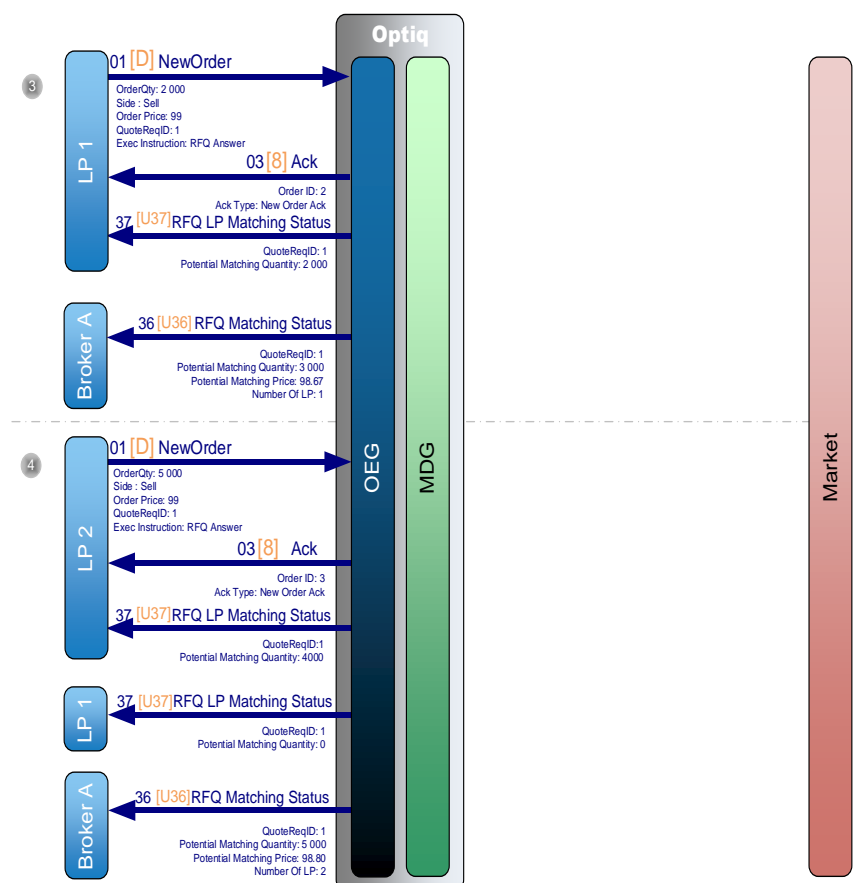 Optiq
3
LP 1
01 [D] NewOrder
OrderQty: 2 000
Side : Sell
Order Price: 99
QuoteReqID: 1
Exec Instruction: RFQ Answer
03 [8] Ack
Order ID: 2
Ack Type: New Order Ack
37 [U37]RFQ LP Matching Status
QuoteReqID: 1
Potential Matching Quantity: 2 000
Broker A
36 [U36] RFQ Matching Status
QuoteReqID: 1
Potential Matching Quantity: 3 000
Potential Matching Price: 98.67
Number Of LP: 1
4
LP 2
01 [D] NewOrder
OrderQty: 5 000
Side : Sell
Order Price: 99
QuoteReqID: 1
Exec Instruction: RFQ Answer
03 [8] Ack
Order ID: 3
Ack Type: New Order Ack
37 [U37]RFQ LP Matching Status
QuoteReqID:1
Potential Matching Quantity: 4000
LP 1
37 [U37]RFQ LP Matching Status
QuoteReqID: 1
Potential Matching Quantity: 0
Broker A
36 [U36] RFQ Matching Status
QuoteReqID: 1
Potential Matching Quantity: 5 000
Potential Matching Price: 98.80
Number Of LP: 2
OEG
MDG
Market